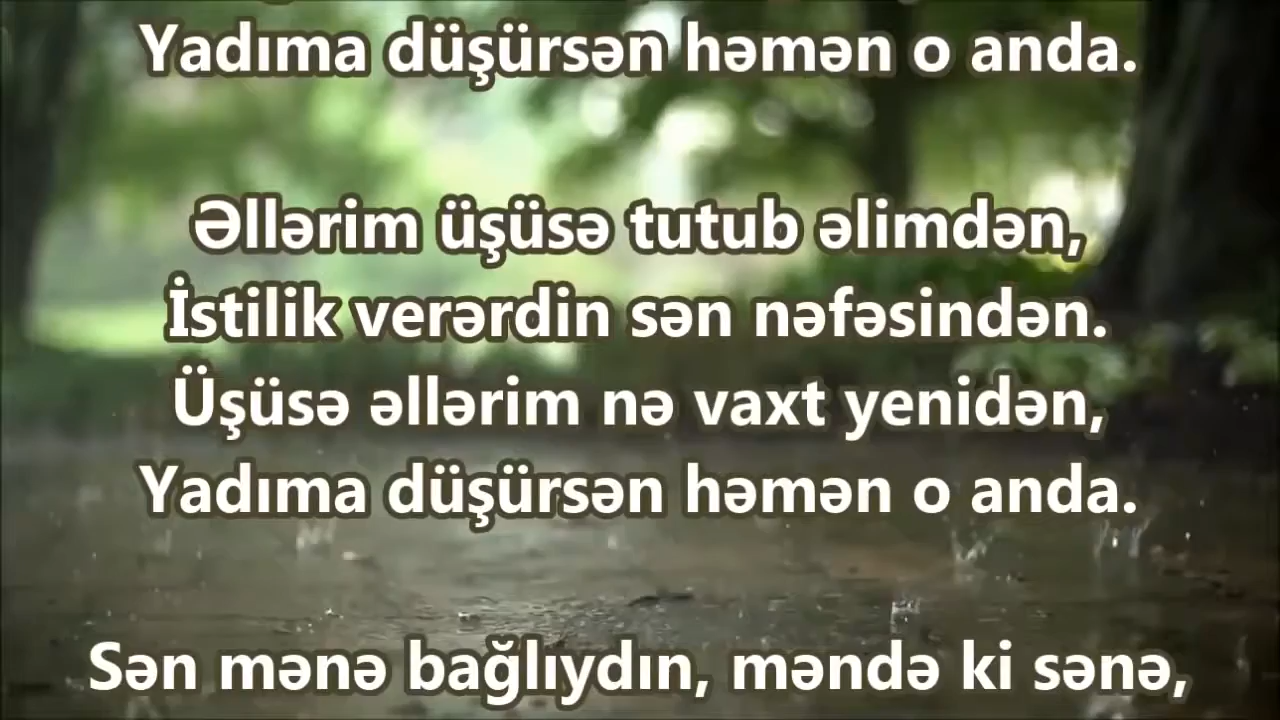 Yadıma düşürsən həmən o anda.
Əllərim üşüsə tutub əlimdən,
İstilik verərdin sən nəfəsindən.
Üşüsə əllərim nə vaxt yenidən,
Yadıma düşürsən həmən o anda.
Sən mənə bağlıydın, məndə ki sənə,